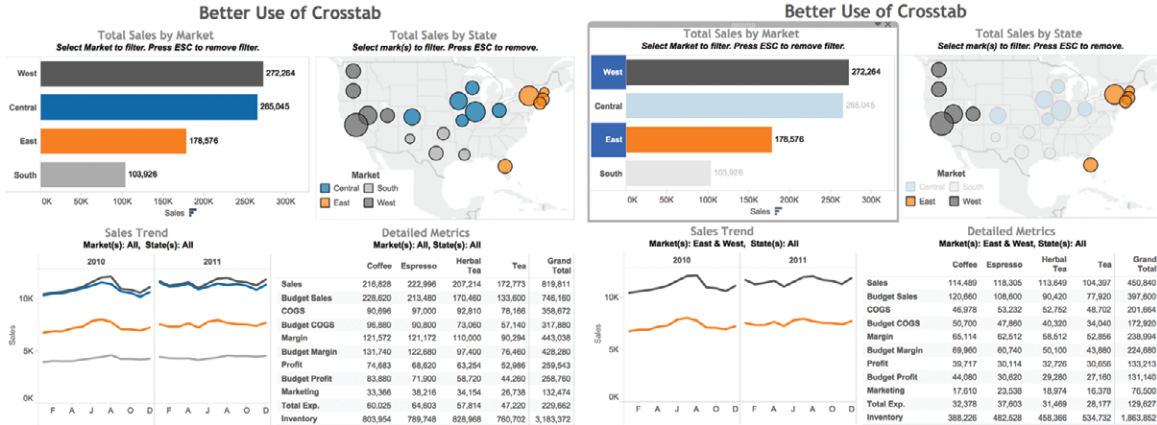 Better Use of Crosstab
Total Sales by Market
Select Market to filter. Press ESC to remove filter.
West 272,264
Central 265,045
East 178,576
South 103,926
0K 50K 100K 150K 200K 250K 300K
Sales
Total Sales by State
Select mark(s) to filter. Press ESC to remove.
Market
Central South
East West
Sales Trend
Market(s): All, State(s): All
2010 2011
Sales
10K
5K
0K
F A J A O D F A J A O D
Detailed Metrics
Market(s): All, State(s): All
Coffee Espresso Herbal Tea Tea Grand Total
Sales 216,828 222,996 207,214 172,773 819,811
Budget Sales 228,620 213,480 170,460 133,600 746,160
COGS 90,696 97,000 92,810 78,166 358,672
Budget COGS 96,880 90,800 73,060 57,140 317,880
Margin 121,572 121,172 110,000 90,294 443,038
Budget Margin 131,740 122,680 97,400 76,460 428,280
Profit 74,683 68,620 63,254 52,986 259,543
Budget Profit 83,880 71,900 58,720 44,260 258,760
Marketing 33,366 38,216 34,154 26,738 132,474
Total Exp. 60,025 64,603 57,814 47,220 229,662
Inventory 803,954 789,748 828,968 760,702 3,183,372
Better Use of Crosstab
Total Sales by Market
Select Market to filter. Press ESC to remove filter.
West 272,264
Central 265,045
East 178,576
South 103,926
0K 50K 100K 150K 200K 250K 300K
Sales
Total Sales by State
Select mark(s) to filter. Press ESC to remove.
Market
Central South
East West
Sales Trend
Market(s): East & West, State(s): All
2010 2011
Sales
10K
5K
0K
F A J A O D F A J A O D
Detailed Metrics
Market(s): East & West, State(s): All
Coffee Espresso Herbal Tea Tea Grand Total
Sales 114,489 118,305 113,649 104,397 450,840
Budget Sales 120,660 108,600 90,420 77,920 397,600
COGS 46,978 53,232 52,752 48,702 201,664
Budget COGS 50,700 47,860 40,320 34,040 172,920
Margin 65,114 62,512 58,512 52,856 238,994
Budget Margin 69,960 60,740 50,100 43,880 224,680
Profit 39,717 30,114 32,726 30,656 133,213
Budget Profit 44,080 30,620 29,280 27,160 131,140
Marketing 17,610 23,538 18,974 16,378 76,500
Total Exp. 32,378 37,603 31,469 28,177 129,627
Inventory 388,226 482,528 458,366 534,732 1,863,852